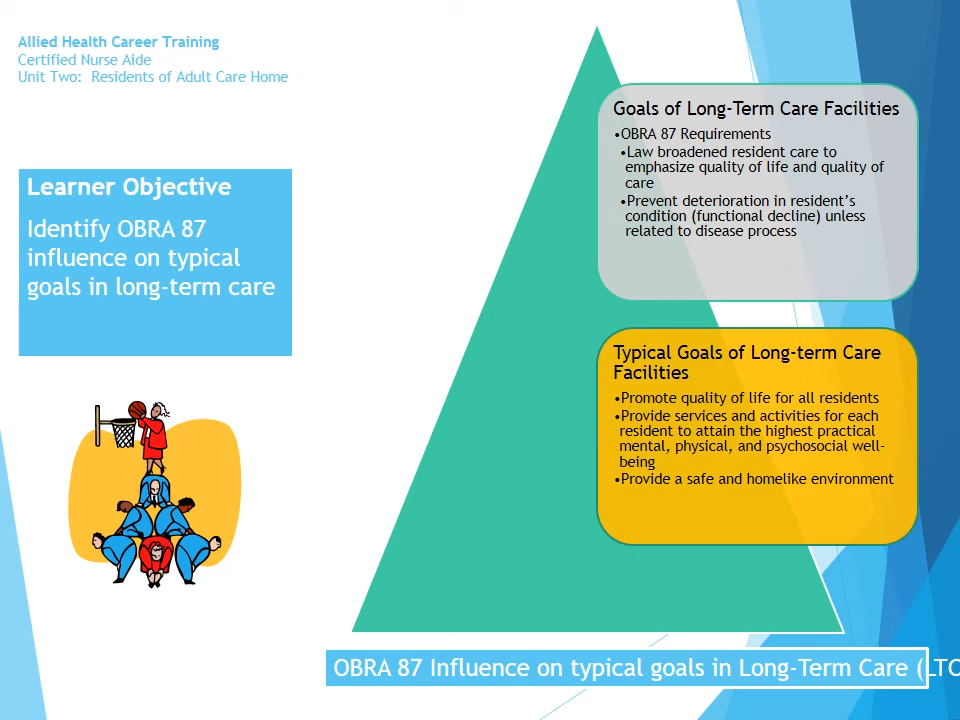 Allied Health Career Training
Certified Nurse Aide
Unit Two:  Residents of Adult Care Home
Learner Objective
Identify OBRA 87
influence on typical
goals in long-term care
Goals of Long-Term Care Facilities
•OBRA 87 Requirements
•Law broadened resident care to
emphasize quality of life and quality of
care
•Prevent deterioration in resident's
condition (functional decline) unless
related to disease process
Typical Goals of Long-term Care
Facilities
•Promote quality of life for all residents
•Provide services and activities for each
resident to attain the highest practical
mental, physical, and psychosocial well-
being
•Provide a safe and homelike environment
OBRA 87 Influence on typical goals in Long-Term Care (LTC